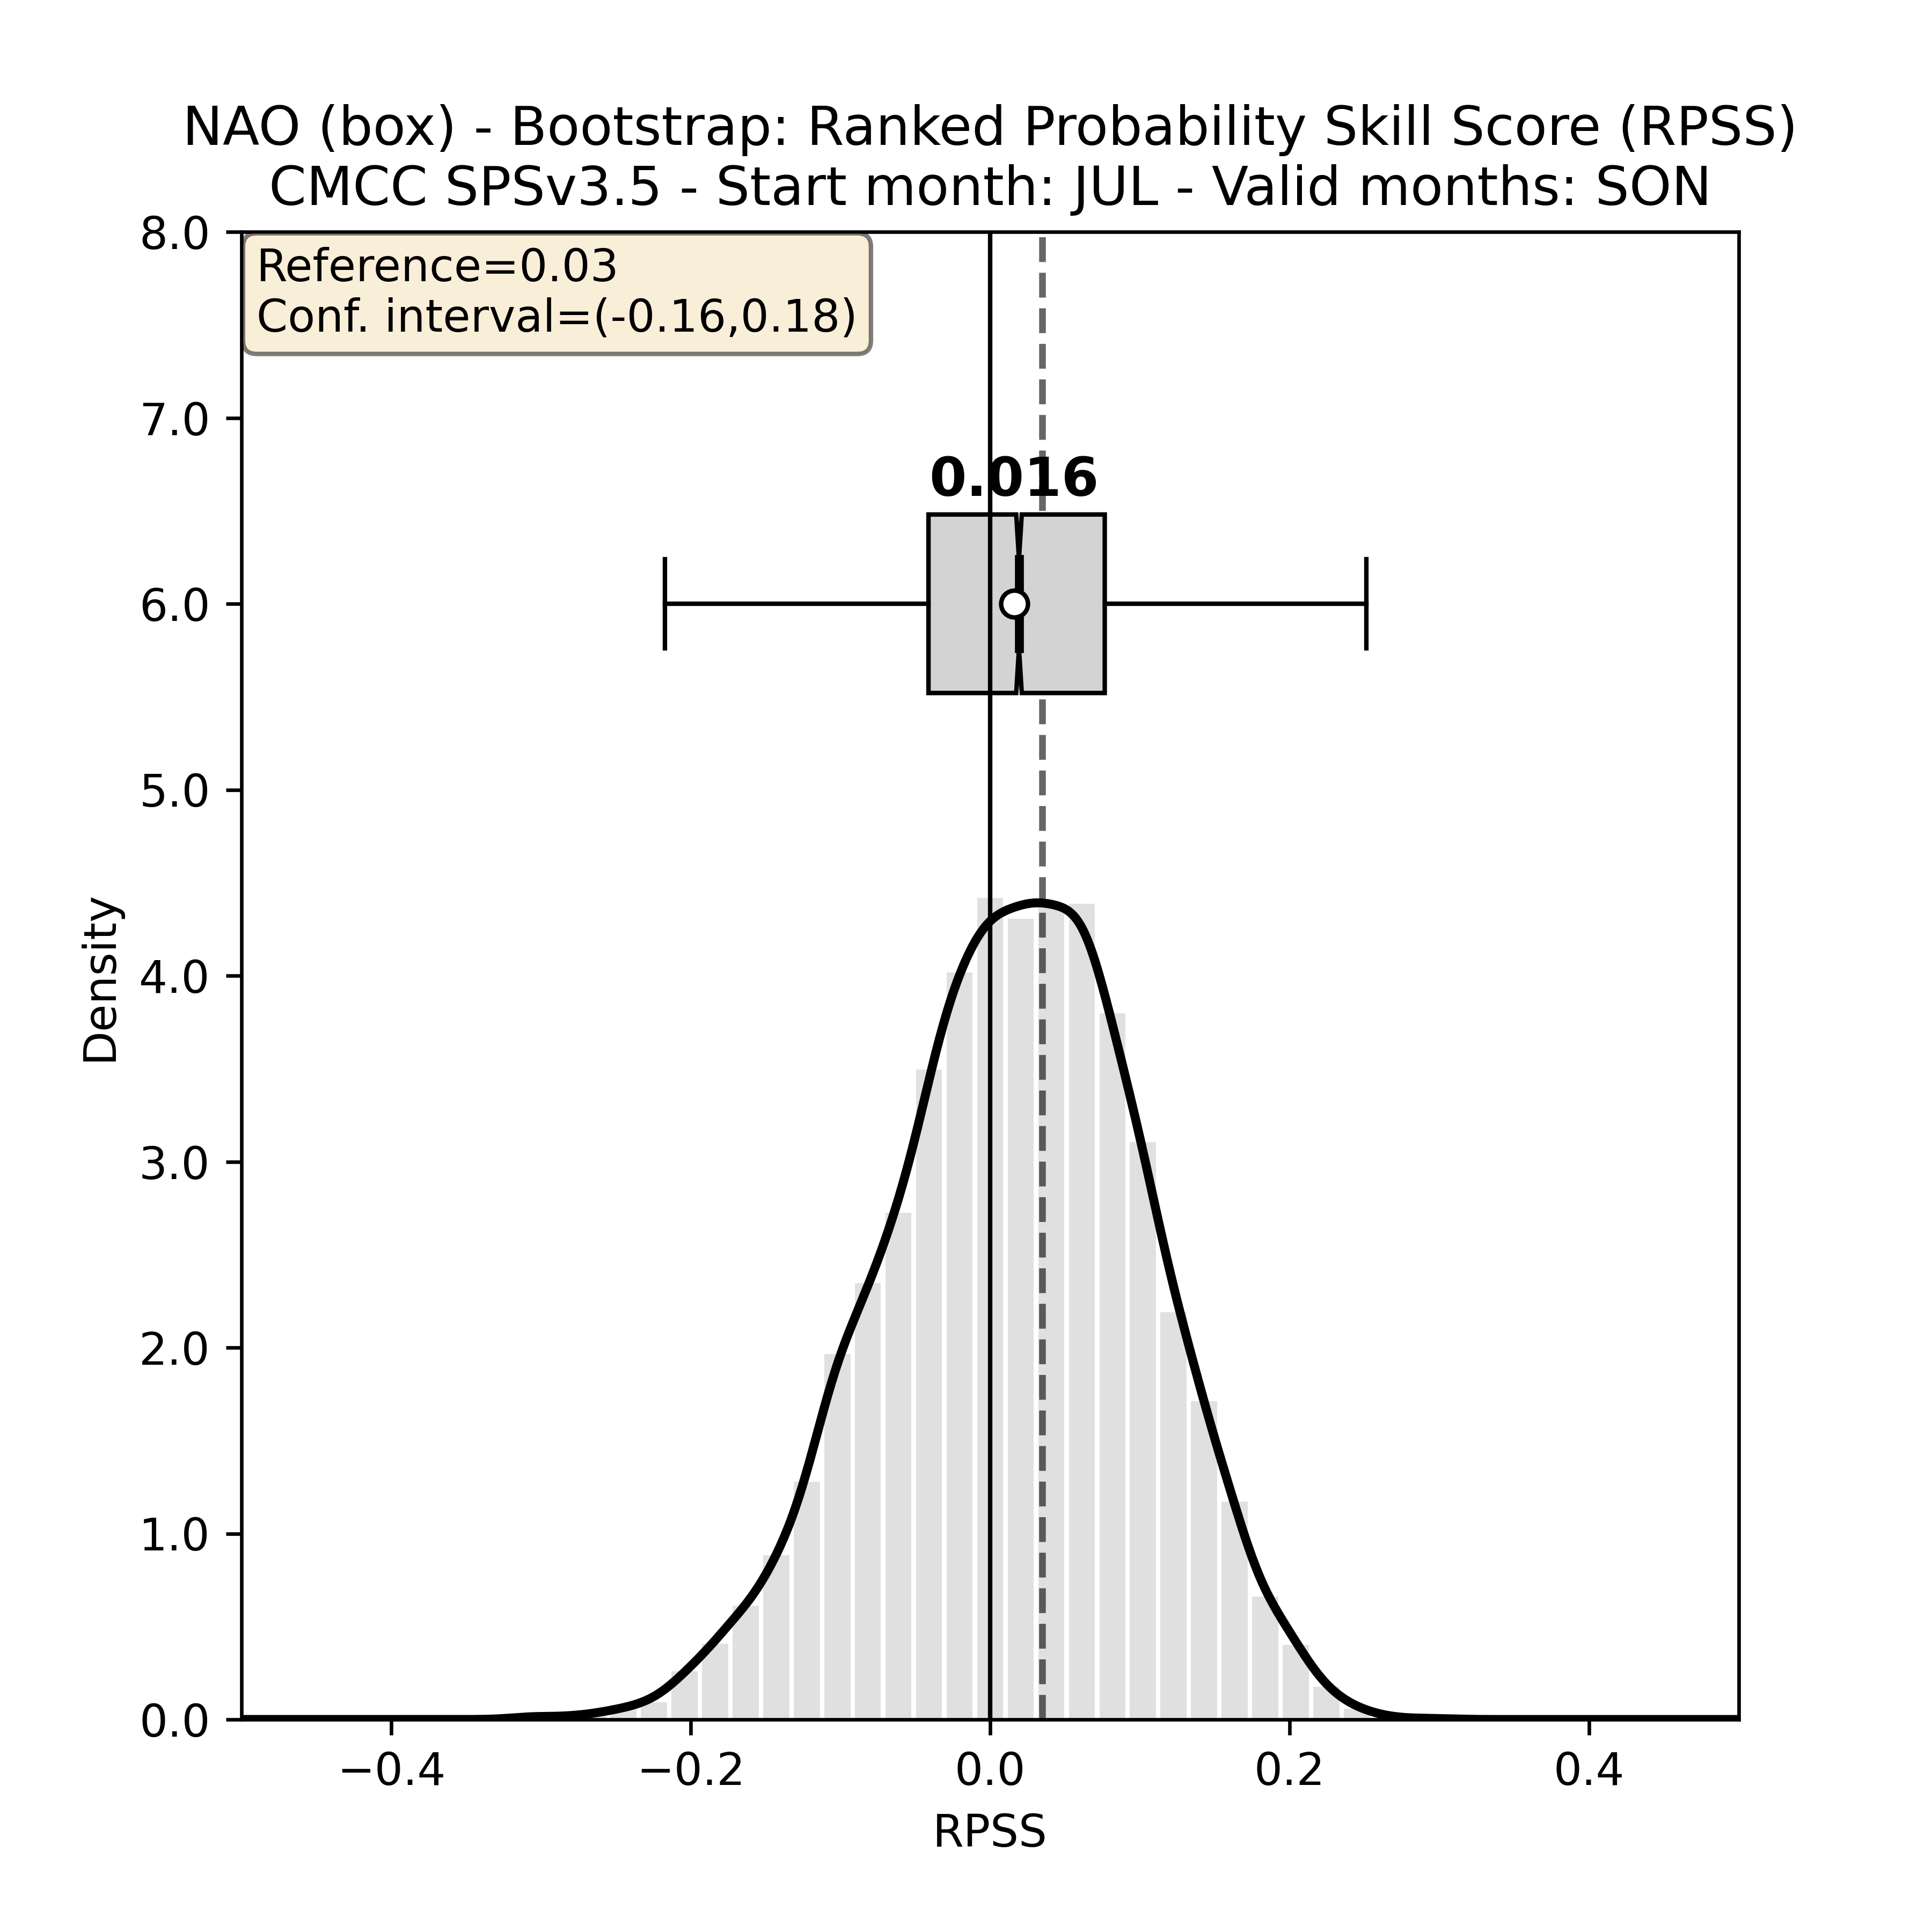 NAO (box) - Bootstrap: Ranked Probability Skill Score (RPSS)
CMCC SPSv3.5 - Start month: JUL - Valid months: SON
8.0
Reference=0.03
Conf. interval=(-0.16,0.18)
7.0
0.016
6.0
5.0
Density
4.0
3.0
2.0
1.0
0.0
−0.4 −0.2 0.0 0.2 0.4
RPSS